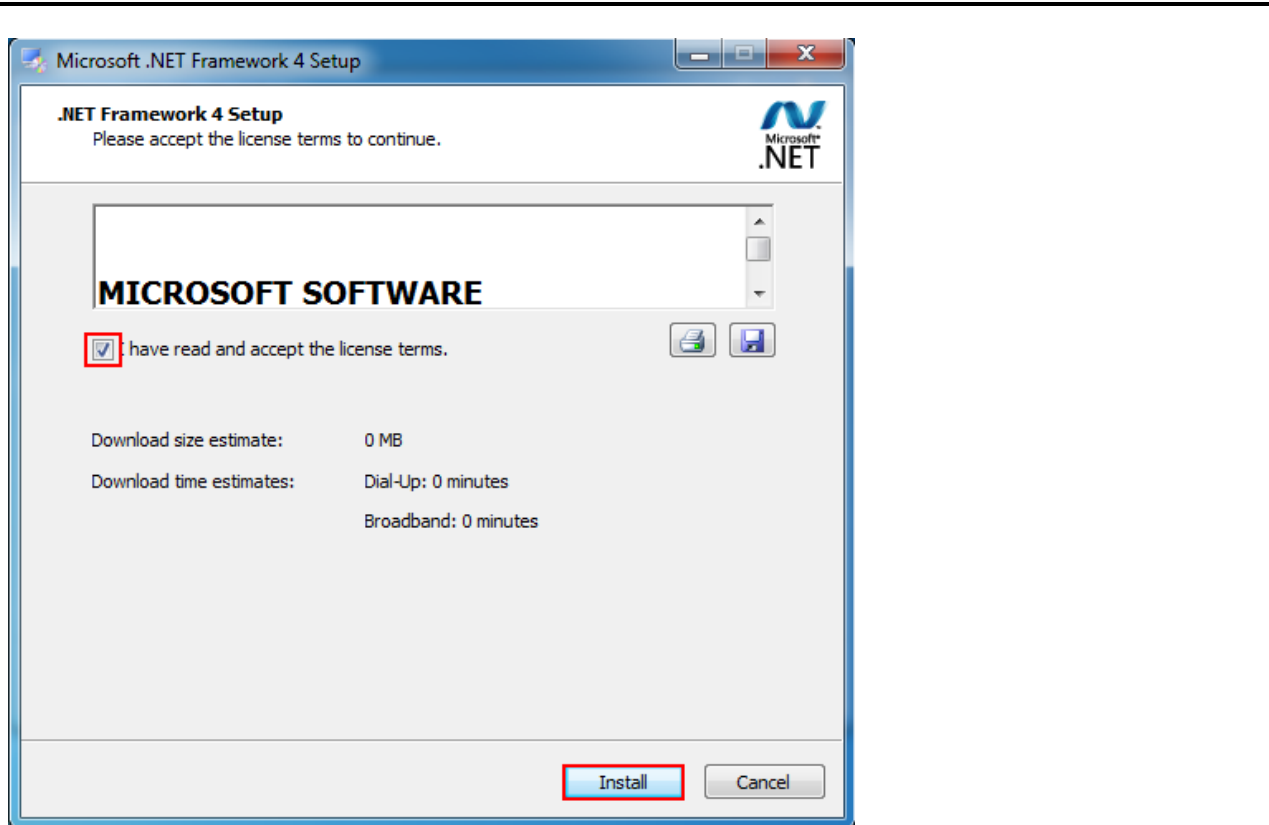 Microsoft .NET Framework 4 Setup
.NET Framework 4 Setup
Please accept the license terms to continue.
Microsoft
.NET
MICROSOFT SOFTWARE
I have read and accept the license terms.
Download size estimate: 0 MB
Download time estimates: Dial-Up: 0 minutes
Broadband: 0 minutes
Install Cancel